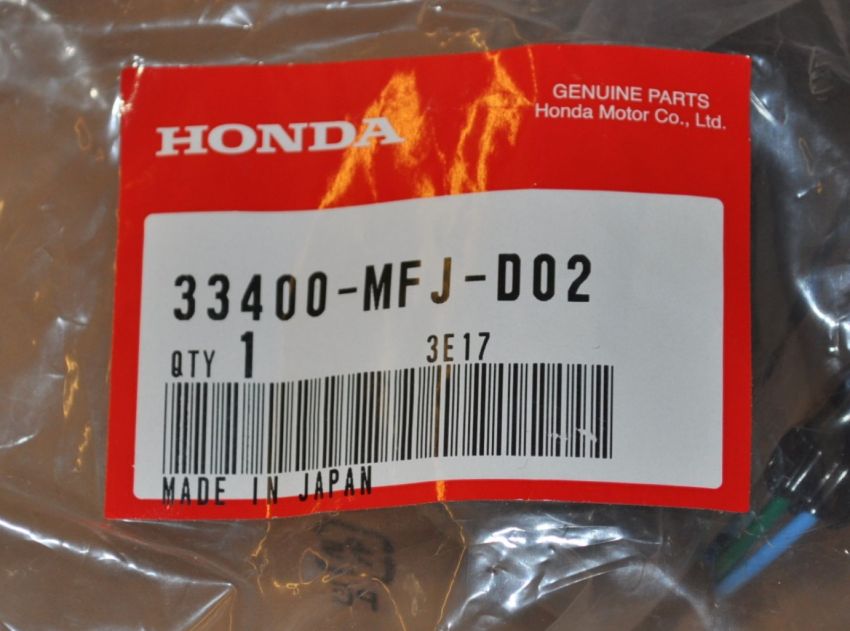 GENUINE PARTS
Honda Motor Co., Ltd.
HONDA
33400-MFJ-D02
QTY 1 3E17
MADE IN JAPAN